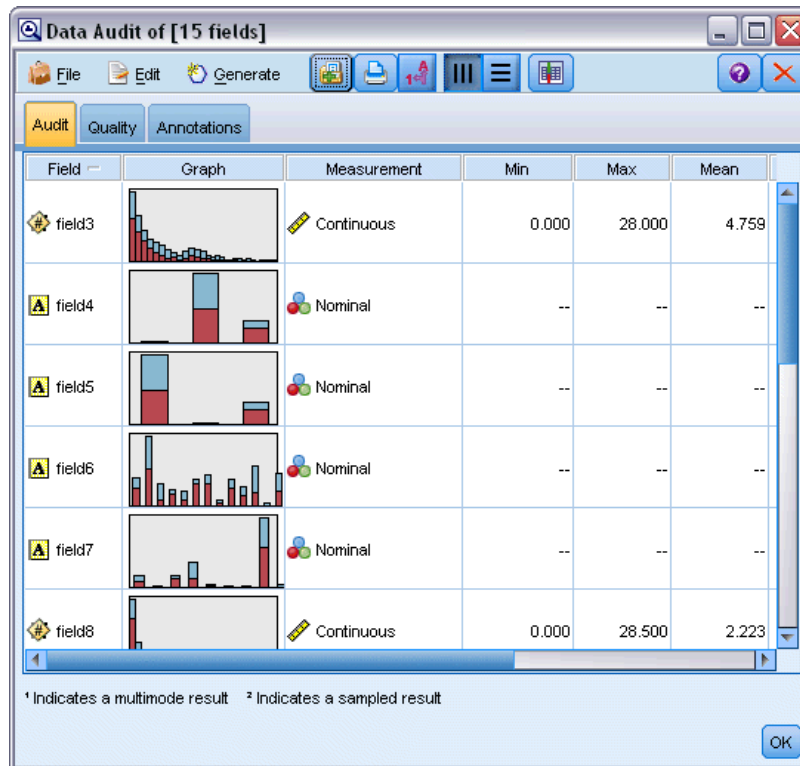 Data Audit of [15 fields]
File Edit Generate
Audit Quality Annotations
Field Graph Measurement Min Max Mean
field3 Continuous 0.000 28.000 4.759
A field4 Nominal -- -- --
A field5 Nominal -- -- --
A field6 Nominal -- -- --
A field7 Nominal -- -- --
field8 Continuous 0.000 28.500 2.223
¹ Indicates a multimode result ² Indicates a sampled result
OK